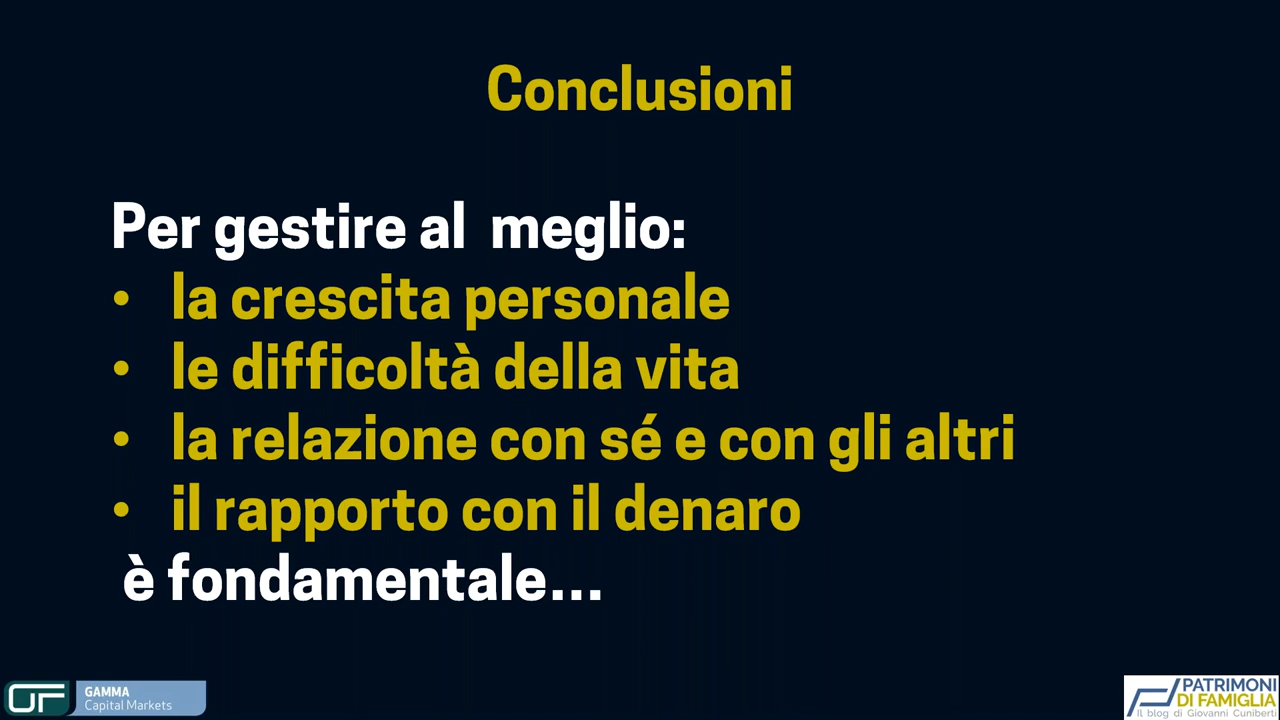 Conclusioni
Per gestire al  meglio:
• la crescita personale
• le difficoltà della vita
• la relazione con sé e con gli altri
• il rapporto con il denaro
è fondamentale...
GF
GAMMA
Capital Markets
PATRIMONI
DI FAMIGLIA
Il blog di Giovanni Cuniberti